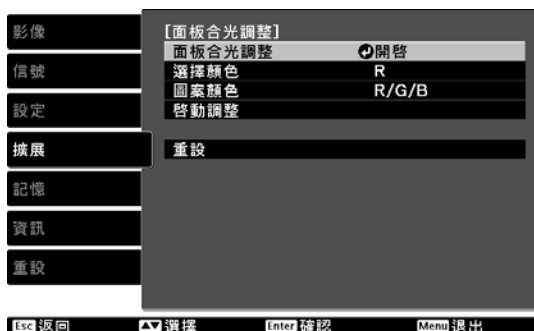 影像
信號
設定
擴展
記憶
資訊
重設
[面板合光調整]
面板合光調整 開啓
選擇顏色 R
圖案顏色 R/G/B
啓動調整
重設
Esc 返回 選擇 Enter 確認 Menu 退出